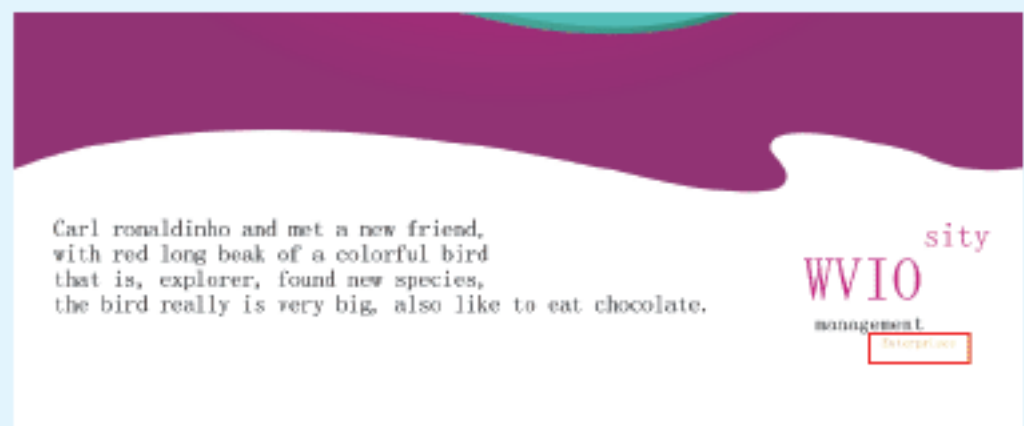 Carl ronaldinho and met a new friend,
with red long beak of a colorful bird
that is, explorer, found new species,
the bird really is very big, also like to eat chocolate.
sity
WVIO
management